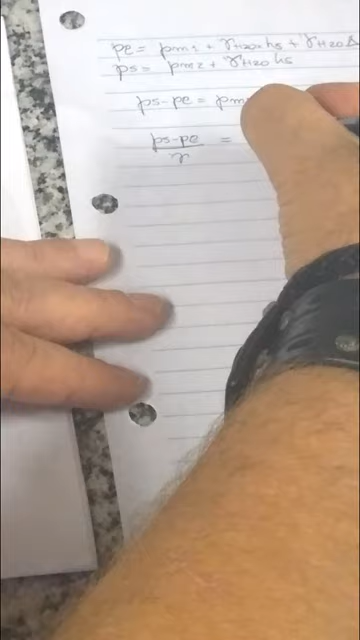 pe = pm1 + γH2O hs + γH2O Δ
ps = pm2 + γH2O hs
ps-pe = pm
ps-pe =
γ